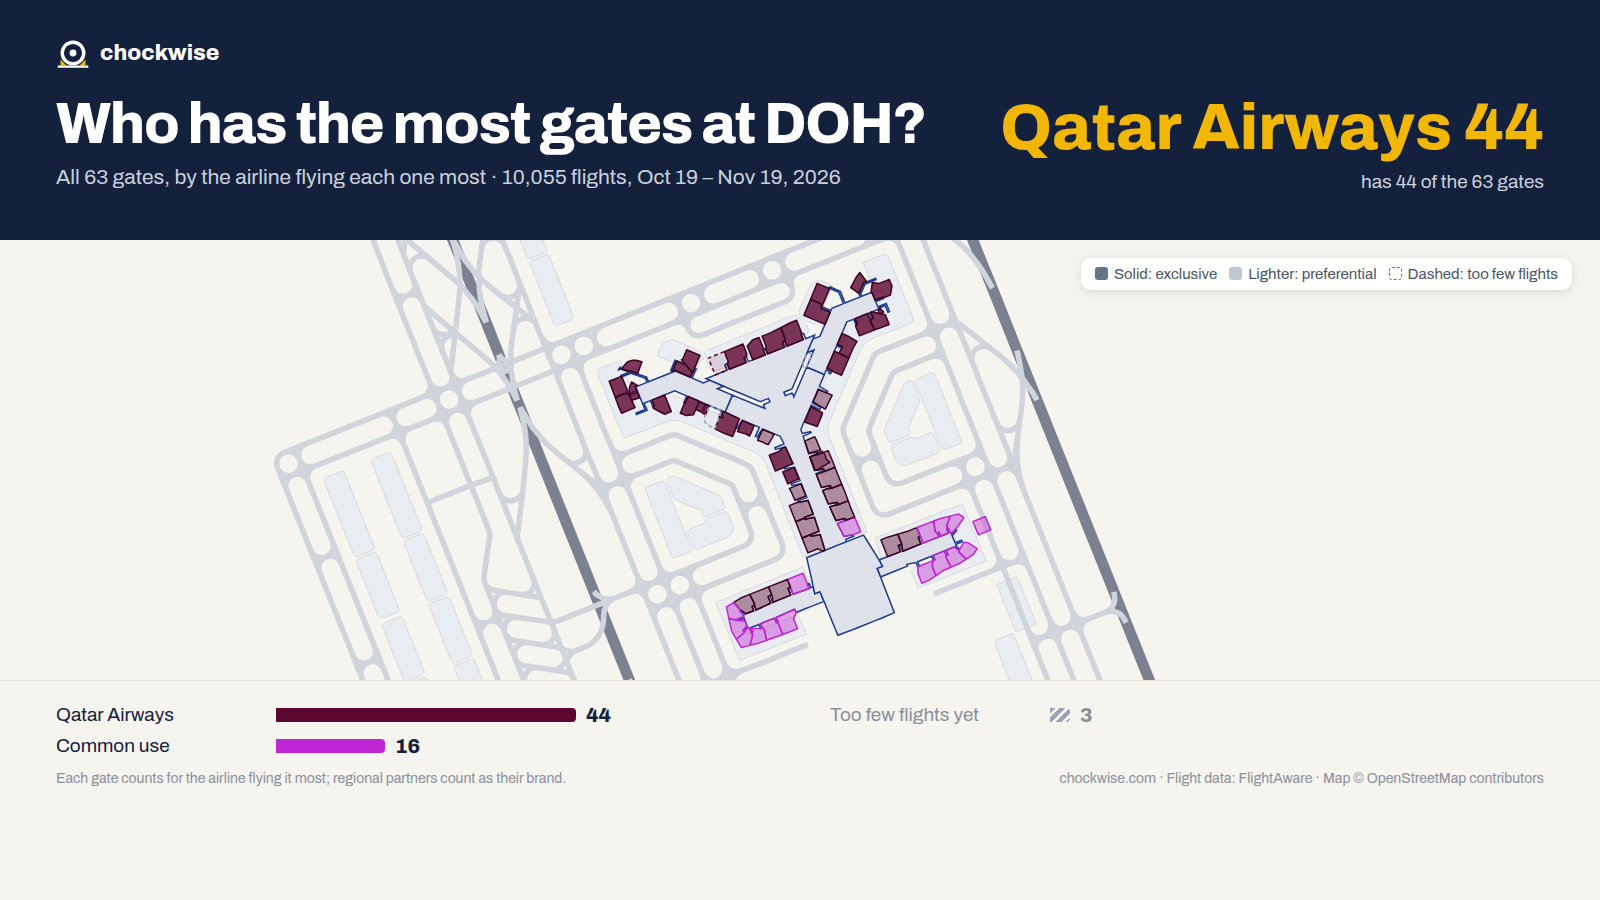 chockwise
Who has the most gates at DOH?
All 63 gates, by the airline flying each one most · 10,055 flights, Oct 19 – Nov 19, 2026
Qatar Airways 44
has 44 of the 63 gates
Solid: exclusive Lighter: preferential Dashed: too few flights
Qatar Airways 44
Common use 16
Too few flights yet 3
Each gate counts for the airline flying it most; regional partners count as their brand.
chockwise.com · Flight data: FlightAware · Map © OpenStreetMap contributors